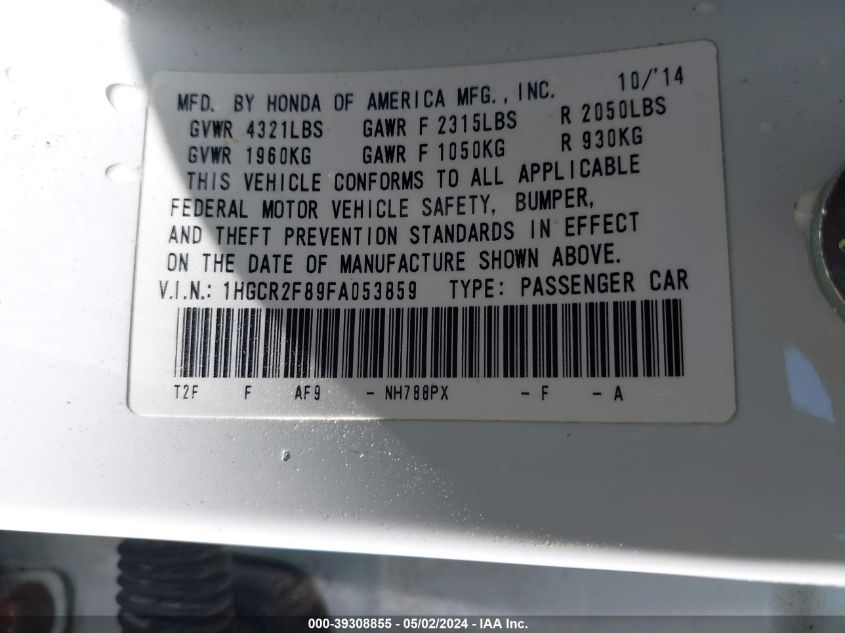 MFD. BY HONDA OF AMERICA MFG., INC. 10/'14
GVWR 4321LBS GAWR F 2315LBS R 2050LBS
GVWR 1960KG GAWR F 1050KG R 930KG
THIS VEHICLE CONFORMS TO ALL APPLICABLE
FEDERAL MOTOR VEHICLE SAFETY, BUMPER,
AND THEFT PREVENTION STANDARDS IN EFFECT
ON THE DATE OF MANUFACTURE SHOWN ABOVE.
V.I.N.: 1HGCR2F89FA053859 TYPE: PASSENGER CAR
T2F F AF9 - NH788PX - F - A
000-39308855 - 05/02/2024 - IAA Inc.